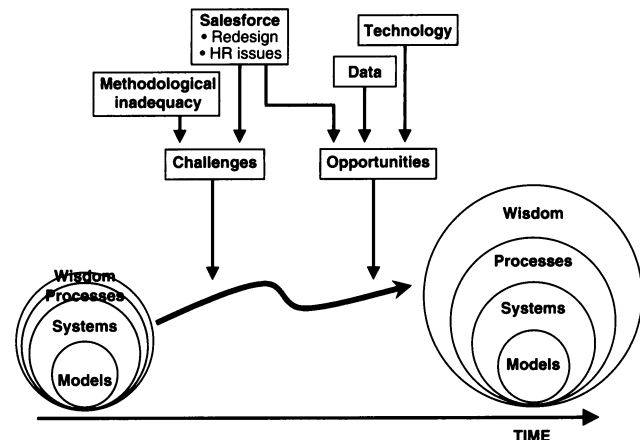 Salesforce
• Redesign
• HR issues
Technology
Data
Methodological
inadequacy
Challenges
Opportunities
Wisdom
Processes
Systems
Models
Wisdom
Processes
Systems
Models
TIME